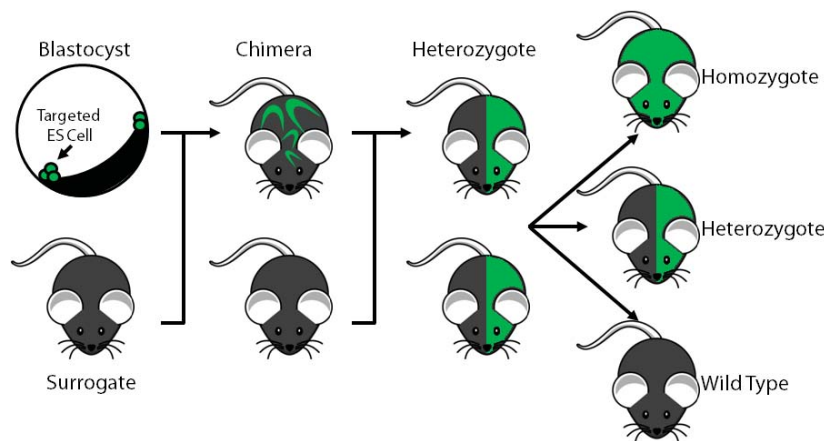 Blastocyst
Chimera
Heterozygote
Homozygote
Targeted
ES Cell
Heterozygote
Surrogate
Wild Type